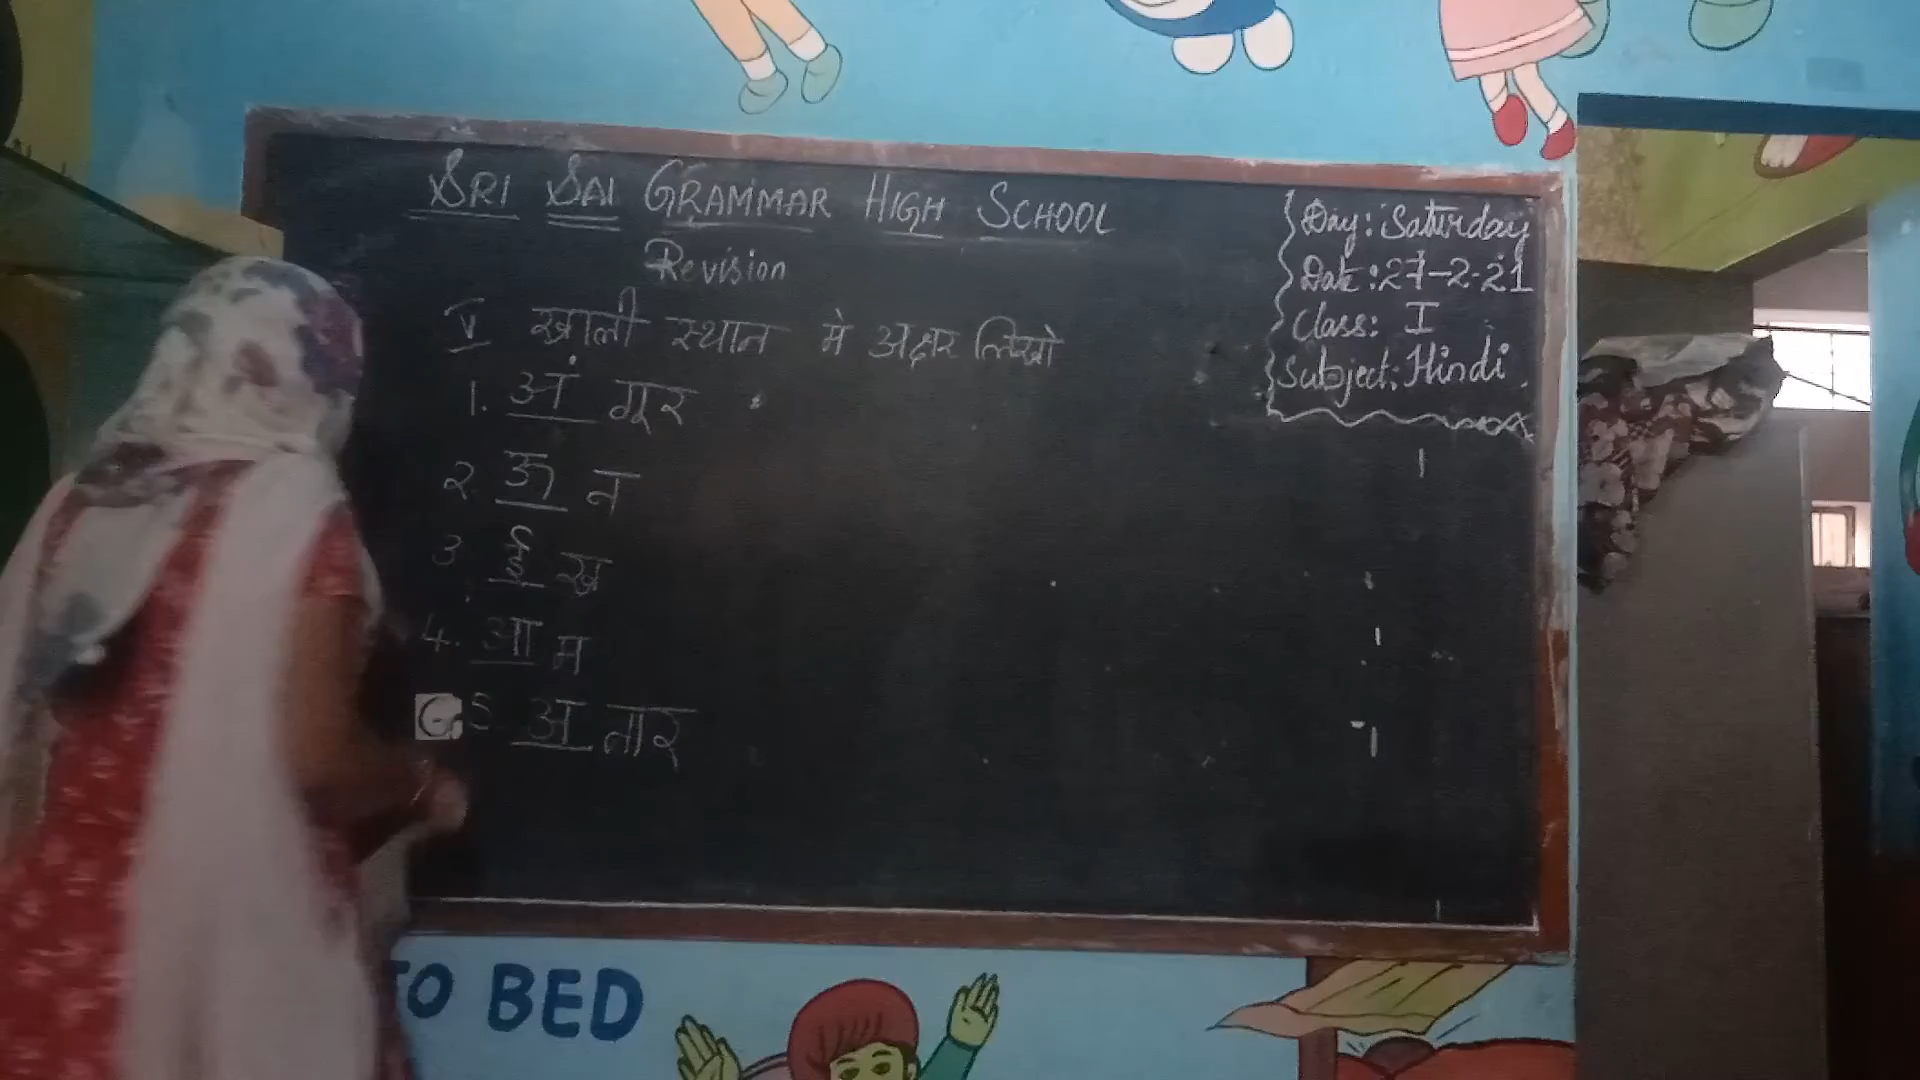 SRI SAI GRAMMAR HIGH SCHOOL
Revision
Day: Saturday
Date: 27-2-21
Class: I
Subject: Hindi
V खाली स्थान मे अक्षर लिखो
1. अं गूर
२. ऊ न
3. ई ख
4. आ म
5. अ नार
TO BED